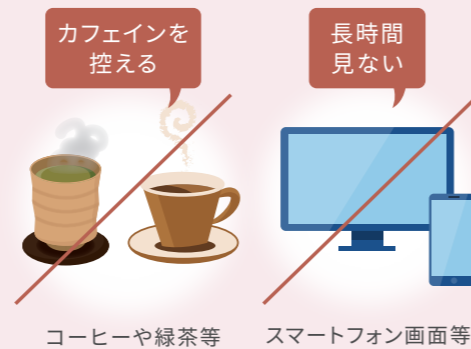 カフェインを
控える
長時間
見ない
コーヒーや緑茶等
スマートフォン画面等